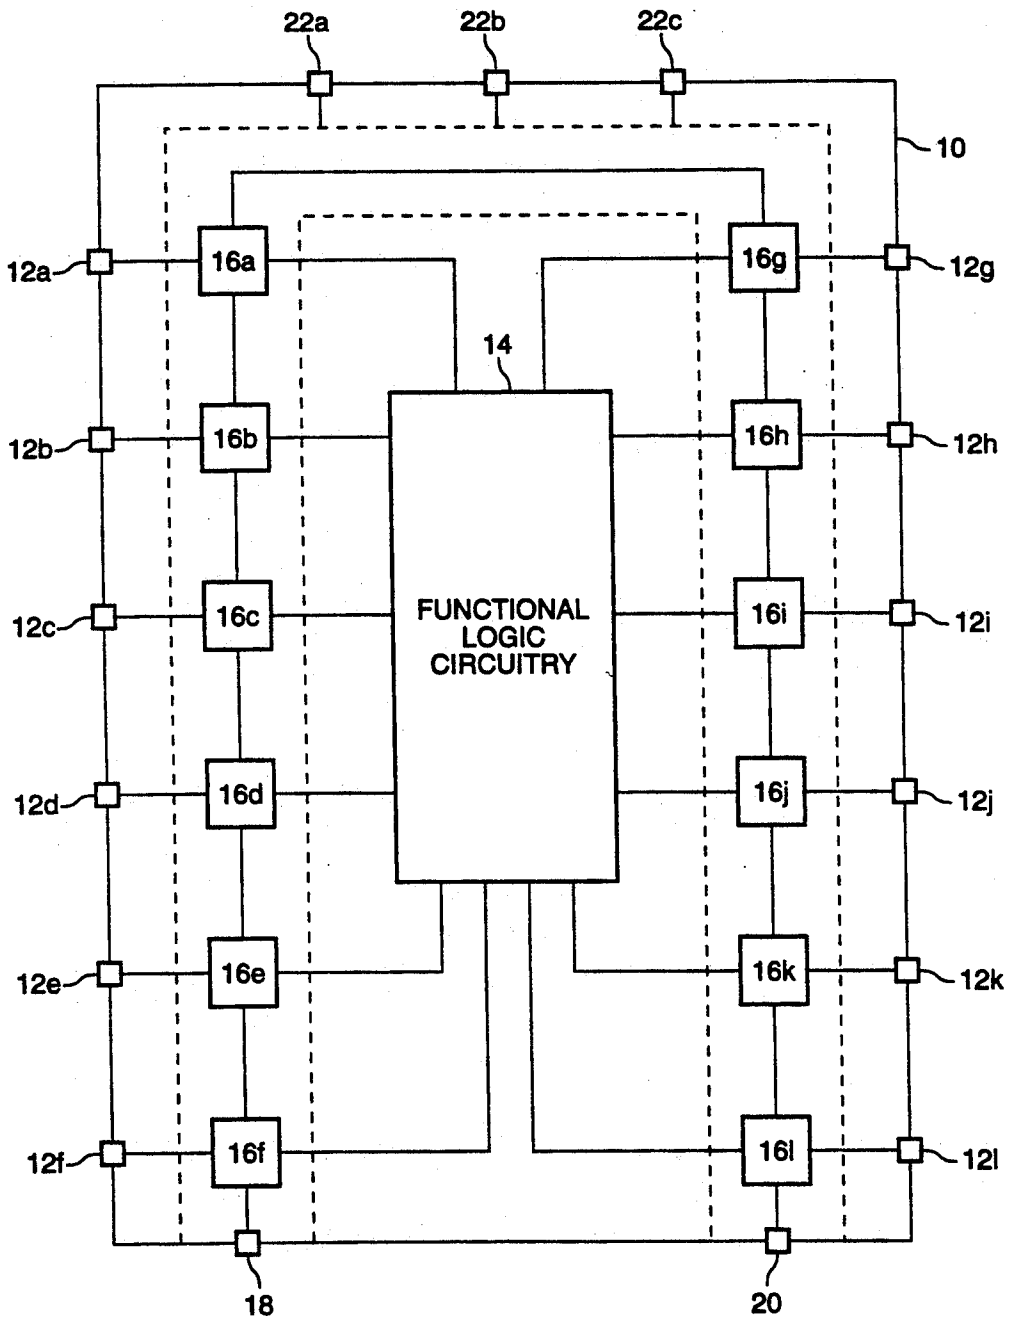 22a 22b 22c
10
16a 16g
12a 12g
14
16b 16h
12b 12h
FUNCTIONAL
LOGIC
CIRCUITRY
16c 16i
12c 12i
16d 16j
12d 12j
16e 16k
12e 12k
16f 16l
12f 12l
18 20